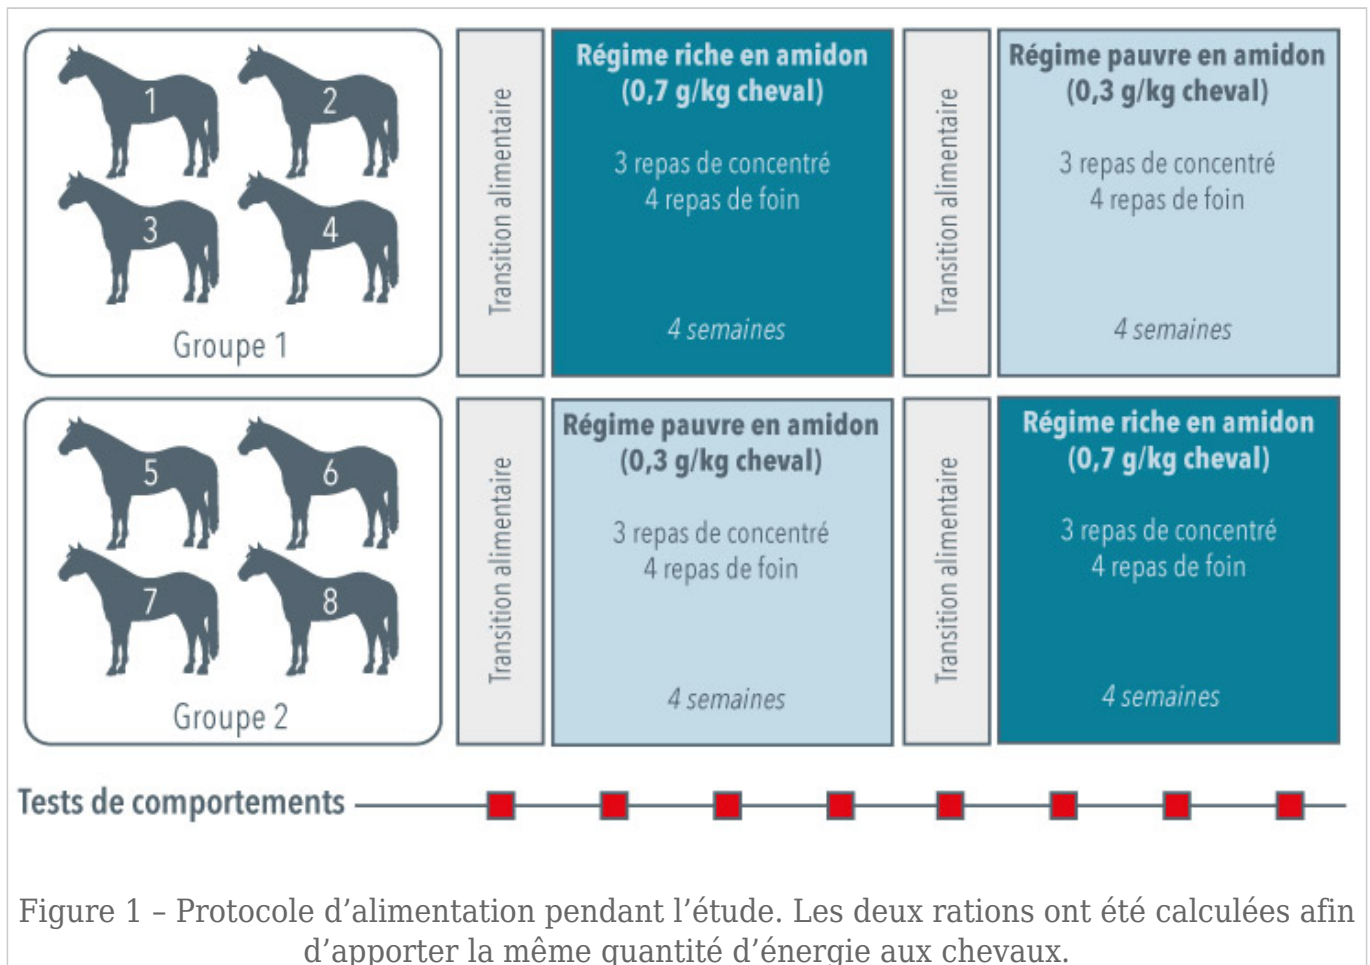 1
2
3
4
Groupe 1
Transition alimentaire
Régime riche en amidon
(0,7 g/kg cheval)
3 repas de concentré
4 repas de foin
4 semaines
Transition alimentaire
Régime pauvre en amidon
(0,3 g/kg cheval)
3 repas de concentré
4 repas de foin
4 semaines
5
6
7
8
Groupe 2
Transition alimentaire
Régime pauvre en amidon
(0,3 g/kg cheval)
3 repas de concentré
4 repas de foin
4 semaines
Transition alimentaire
Régime riche en amidon
(0,7 g/kg cheval)
3 repas de concentré
4 repas de foin
4 semaines
Tests de comportements
Figure 1 – Protocole d’alimentation pendant l’étude. Les deux rations ont été calculées afin
d’apporter la même quantité d’énergie aux chevaux.